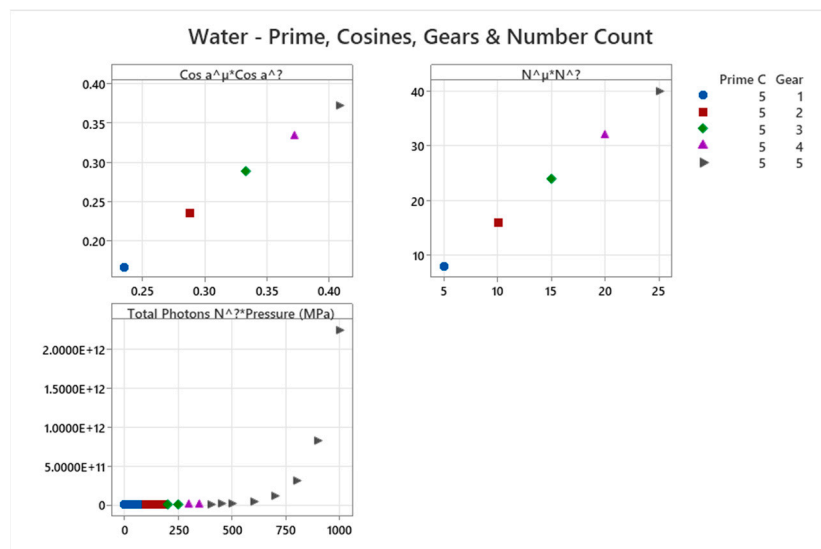 Water - Prime, Cosines, Gears & Number Count
Cos a^µ*Cos a^?
0.40
0.35
0.30
0.25
0.20
0.25 0.30 0.35 0.40
N^µ*N^?
40
30
20
10
5 10 15 20 25
Prime C Gear
5 1
5 2
5 3
5 4
5 5
Total Photons N^?*Pressure (MPa)
2.0000E+12
1.5000E+12
1.0000E+12
5.0000E+11
0
0 250 500 750 1000